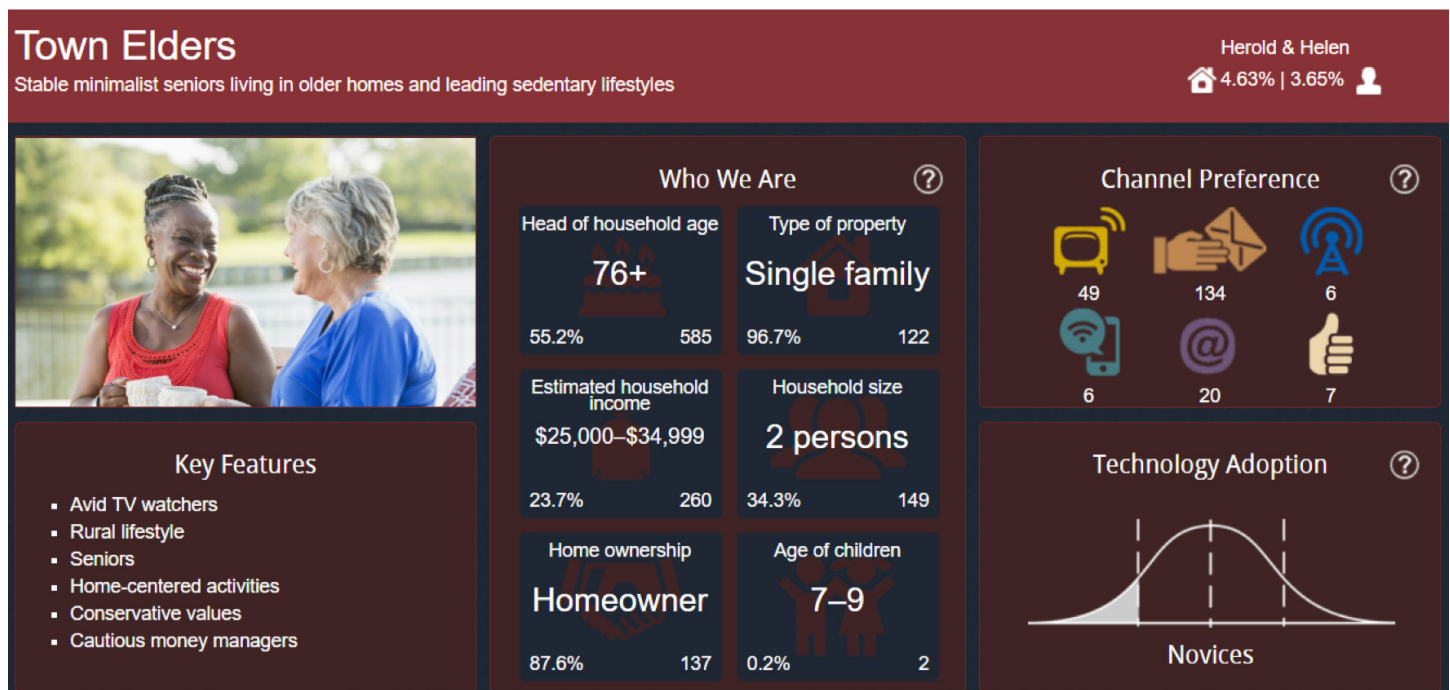 Town Elders
Stable minimalist seniors living in older homes and leading sedentary lifestyles
Herold & Helen
4.63% | 3.65%
Key Features
Avid TV watchers
Rural lifestyle
Seniors
Home-centered activities
Conservative values
Cautious money managers
Who We Are
?
Head of household age
76+
55.2% 585
Type of property
Single family
96.7% 122
Estimated household
income
$25,000–$34,999
23.7% 260
Household size
2 persons
34.3% 149
Home ownership
Homeowner
87.6% 137
Age of children
7–9
0.2% 2
Channel Preference
?
49 134 6
@
6 20 7
Technology Adoption
?
Novices